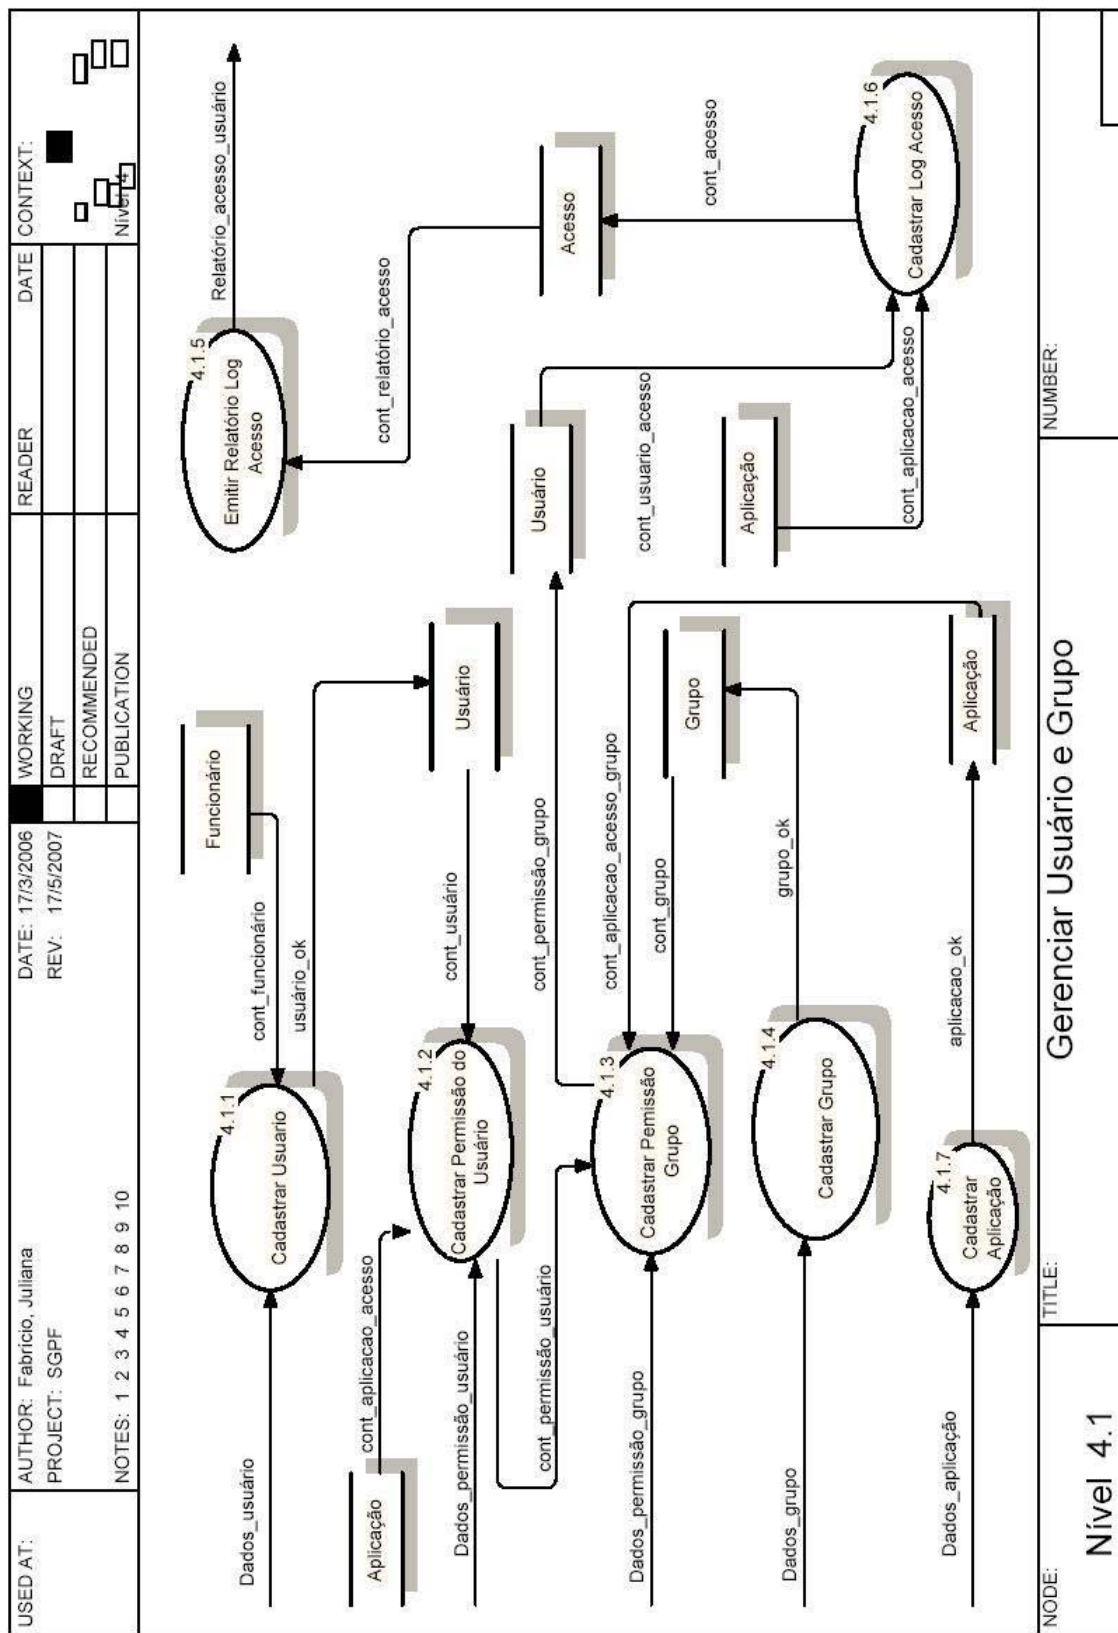 USED AT:
AUTHOR: Fabrício, Juliana
PROJECT: SGPF
NOTES: 1 2 3 4 5 6 7 8 9 10
DATE: 17/3/2006
REV: 17/5/2007
WORKING
DRAFT
RECOMMENDED
PUBLICATION
READER
DATE
CONTEXT:
Nível 4
Dados_usuário
4.1.1
Cadastrar Usuario
cont_funcionário
Funcionário
usuário_ok
4.1.5
Emitir Relatório Log
Acesso
Relatório_acesso_usuário
cont_relatório_acesso
Aplicação
cont_aplicacao_acesso
Dados_permissão_usuário
4.1.2
Cadastrar Permissão do
Usuário
cont_usuário
Usuário
cont_permissão_usuário
cont_permissão_grupo
Usuário
Acesso
cont_usuario_acesso
cont_acesso
Dados_permissão_grupo
4.1.3
Cadastrar Pemissão
Grupo
cont_aplicacao_acesso_grupo
cont_grupo
Grupo
Aplicação
cont_aplicacao_acesso
4.1.6
Cadastrar Log Acesso
Dados_grupo
4.1.4
Cadastrar Grupo
grupo_ok
Dados_aplicação
4.1.7
Cadastrar
Aplicação
aplicacao_ok
Aplicação
NODE:
Nível 4.1
TITLE:
Gerenciar Usuário e Grupo
NUMBER: